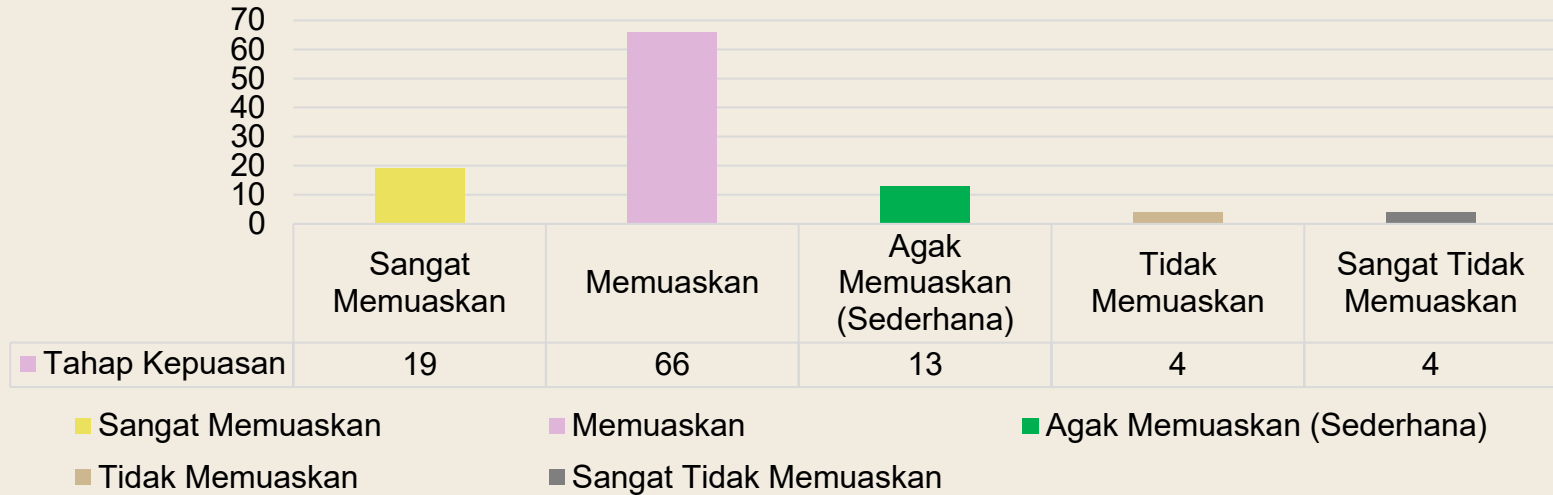 70
60
50
40
30
20
10
0
Sangat
Memuaskan
Memuaskan
Agak
Memuaskan
(Sederhana)
Tidak
Memuaskan
Sangat Tidak
Memuaskan
Tahap Kepuasan 19 66 13 4 4
Sangat Memuaskan Memuaskan Agak Memuaskan (Sederhana)
Tidak Memuaskan Sangat Tidak Memuaskan